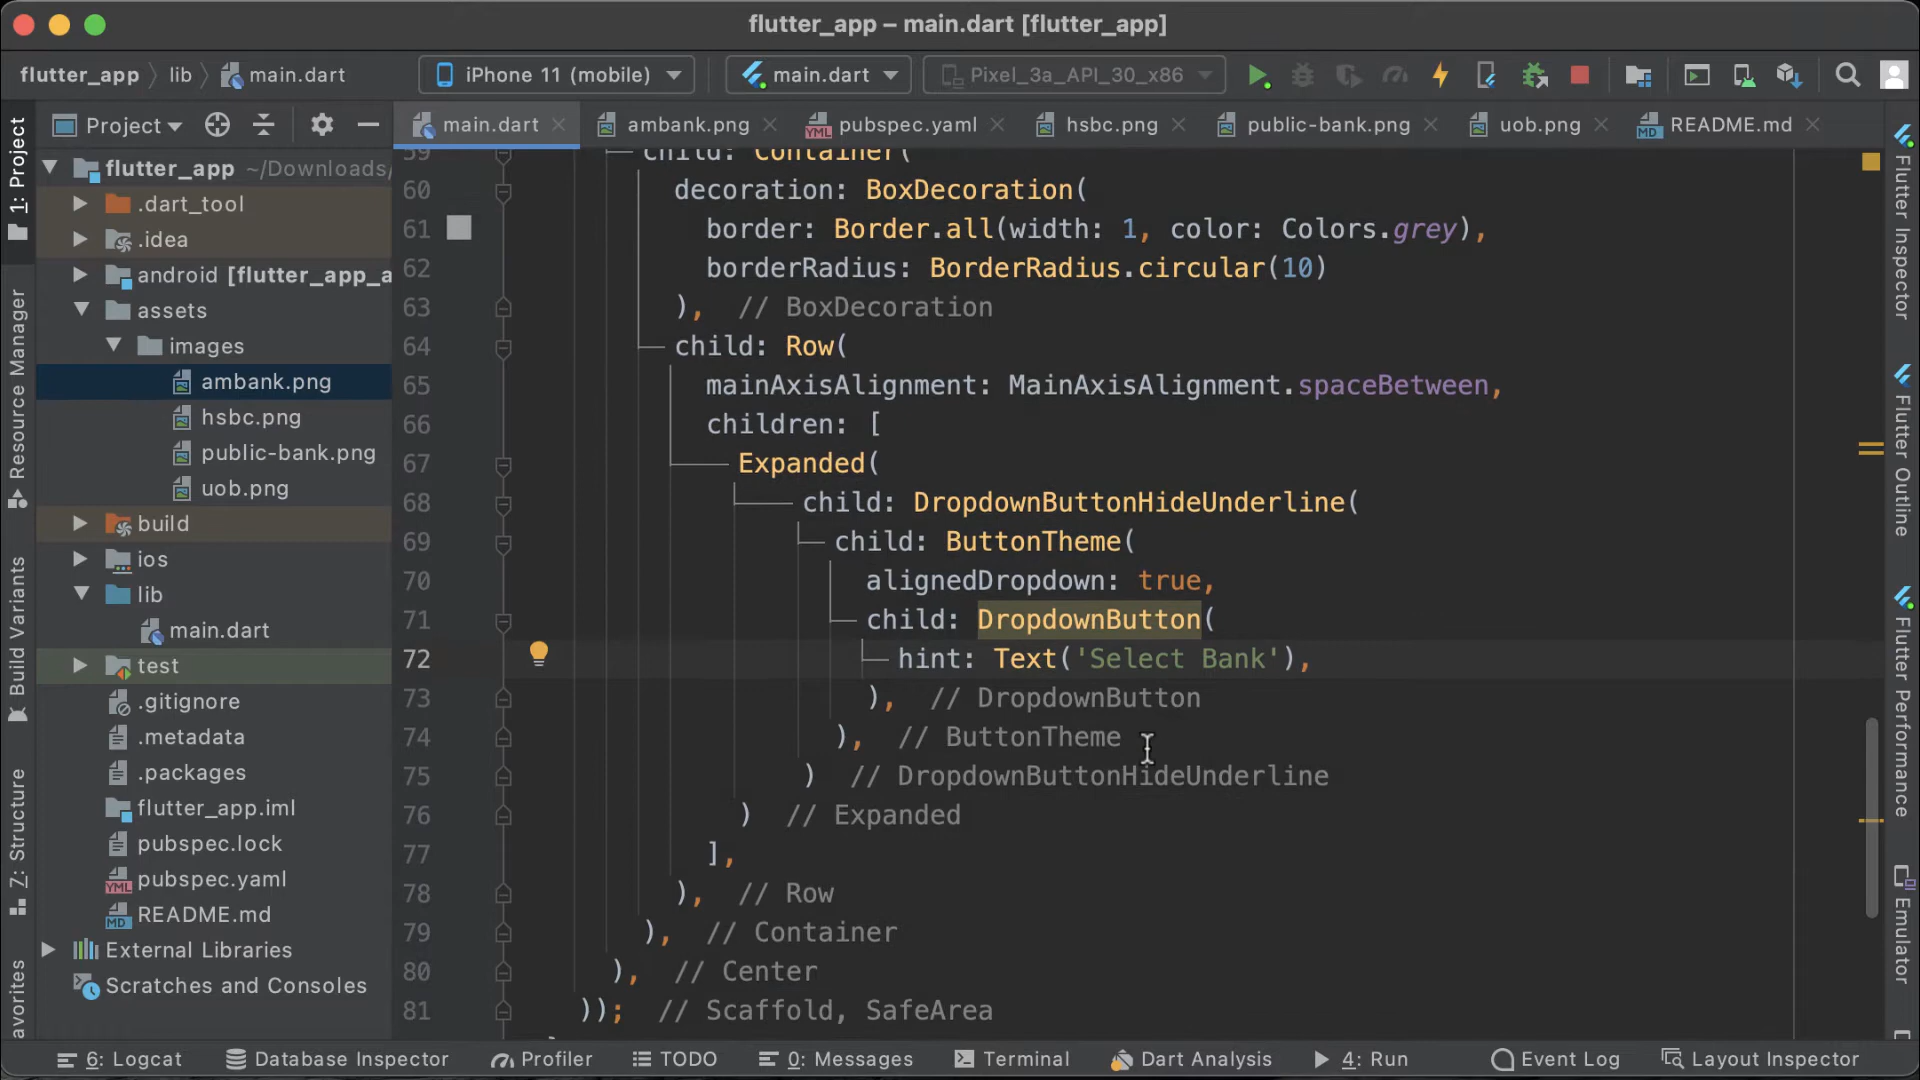 flutter_app – main.dart [flutter_app]
flutter_app lib main.dart iPhone 11 (mobile) main.dart Pixel_3a_API_30_x86
Project main.dart ambank.png pubspec.yaml hsbc.png public-bank.png uob.png README.md
1: Project
Resource Manager
Build Variants
Z: Structure
flutter_app ~/Downloads/
.dart_tool
.idea
android [flutter_app_a
assets
images
ambank.png
hsbc.png
public-bank.png
uob.png
build
ios
lib
main.dart
test
.gitignore
.metadata
.packages
flutter_app.iml
pubspec.lock
pubspec.yaml
README.md
External Libraries
Scratches and Consoles
59 child: Container(
60 decoration: BoxDecoration(
61 border: Border.all(width: 1, color: Colors.grey),
62 borderRadius: BorderRadius.circular(10)
63 ), // BoxDecoration
64 child: Row(
65 mainAxisAlignment: MainAxisAlignment.spaceBetween,
66 children: [
67 Expanded(
68 child: DropdownButtonHideUnderline(
69 child: ButtonTheme(
70 alignedDropdown: true,
71 child: DropdownButton(
72 hint: Text('Select Bank'),
73 ), // DropdownButton
74 ), // ButtonTheme
75 ) // DropdownButtonHideUnderline
76 ) // Expanded
77 ],
78 ), // Row
79 ), // Container
80 ), // Center
81 )); // Scaffold, SafeArea
Flutter Inspector
Flutter Outline
Flutter Performance
Emulator
6: Logcat Database Inspector Profiler TODO 0: Messages Terminal Dart Analysis 4: Run Event Log Layout Inspector